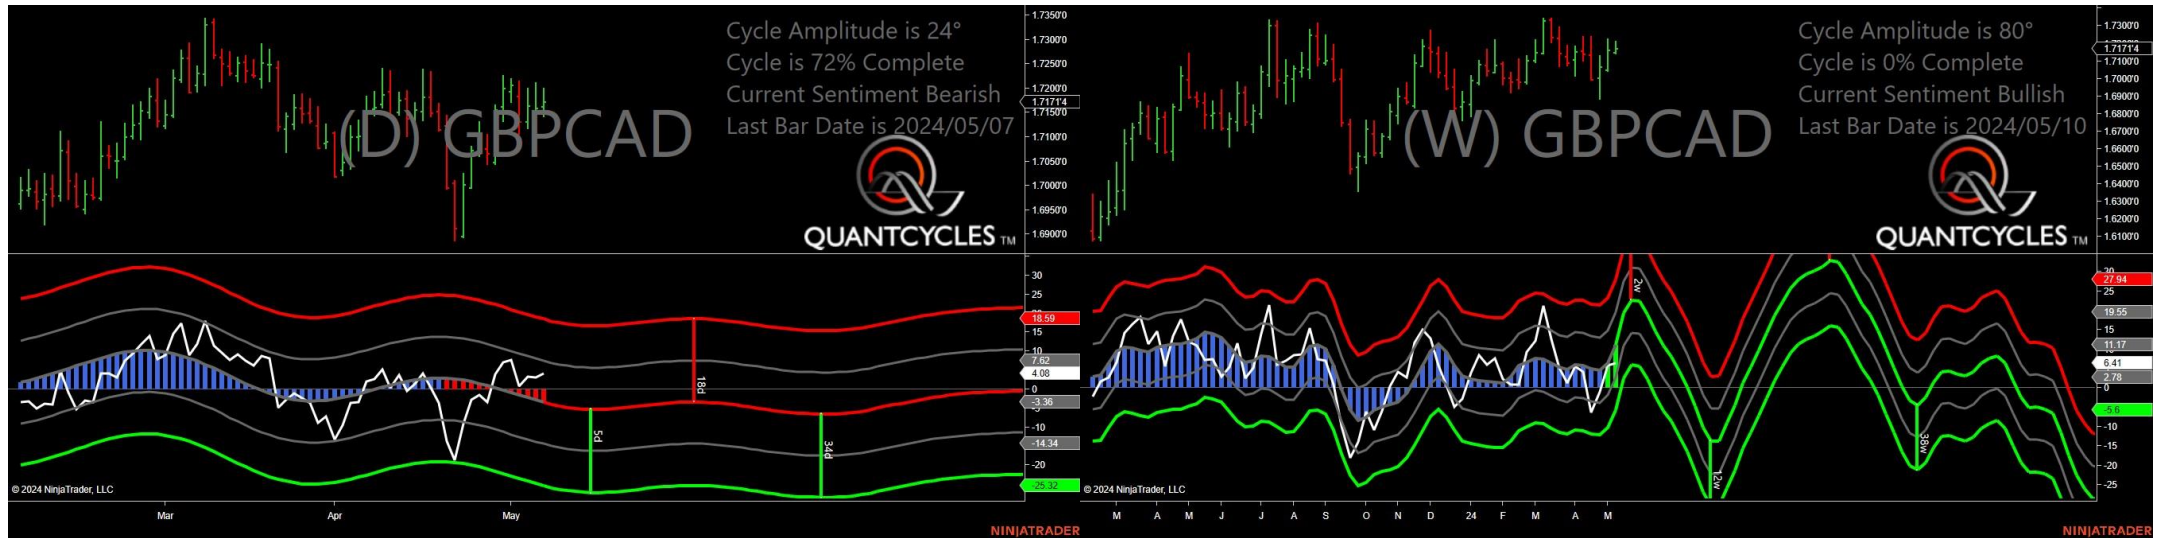 Cycle Amplitude is 24°
Cycle is 72% Complete
Current Sentiment Bearish
Last Bar Date is 2024/05/07
(D) GBPCAD
QUANTCYCLES TM
1.7350'0
1.7300'0
1.7250'0
1.7200'0
1.7171'4
1.7150'0
1.7100'0
1.7050'0
1.7000'0
1.6950'0
1.6900'0
30
25
18.59
15
10
7.62
4.08
0
-3.36
-10
-14.34
-20
-25.32
18d
5d
34d
© 2024 NinjaTrader, LLC
Mar Apr May
NINJATRADER
Cycle Amplitude is 80°
Cycle is 0% Complete
Current Sentiment Bullish
Last Bar Date is 2024/05/10
(W) GBPCAD
QUANTCYCLES TM
1.7300'0
1.7171'4
1.7100'0
1.7000'0
1.6900'0
1.6800'0
1.6700'0
1.6600'0
1.6500'0
1.6400'0
1.6300'0
1.6200'0
1.6100'0
30
27.94
25
19.55
15
11.17
6.41
2.78
0
-5.6
-10
-15
-20
-25
2w
12w
38w
© 2024 NinjaTrader, LLC
M A M J J A S O N D 24 F M A M
NINJATRADER